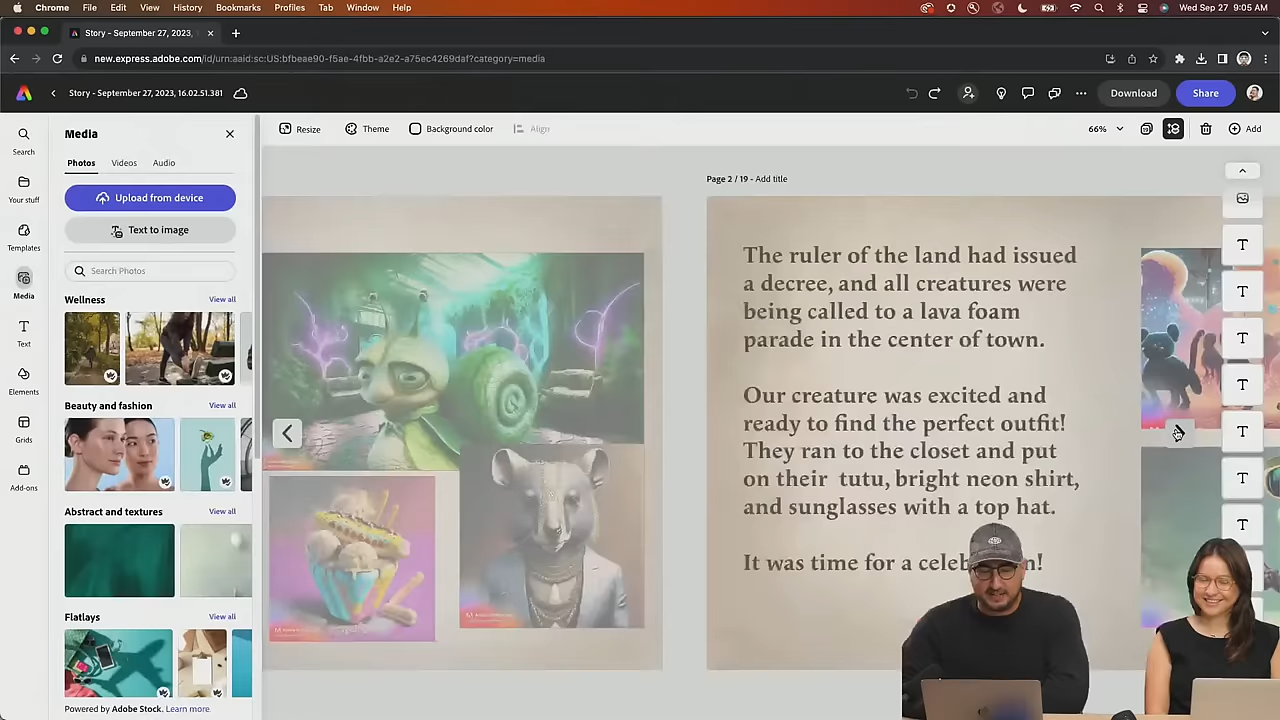 Chrome File Edit View History Bookmarks Profiles Tab Window Help
Wed Sep 27 9:05 AM
Story - September 27, 2023,
new.express.adobe.com/id/urn:aaid:sc:US:bfbeae90-f5ae-4fbb-a2e2-a75ec4269daf?category=media
Story - September 27, 2023, 16.02.51.381
Download
Share
Search
Your stuff
Templates
Media
Text
Elements
Grids
Add-ons
Media
Photos Videos Audio
Upload from device
Text to image
Search Photos
Wellness View all
Beauty and fashion View all
Abstract and textures View all
Flatlays View all
Powered by Adobe Stock. Learn more.
Resize Theme Background color Align
66%
Add
Page 2 / 19 - Add title
The ruler of the land had issued
a decree, and all creatures were
being called to a lava foam
parade in the center of town.
Our creature was excited and
ready to find the perfect outfit!
They ran to the closet and put
on their tutu, bright neon shirt,
and sunglasses with a top hat.
It was time for a celeb n!
T
T
T
T
T
T
T